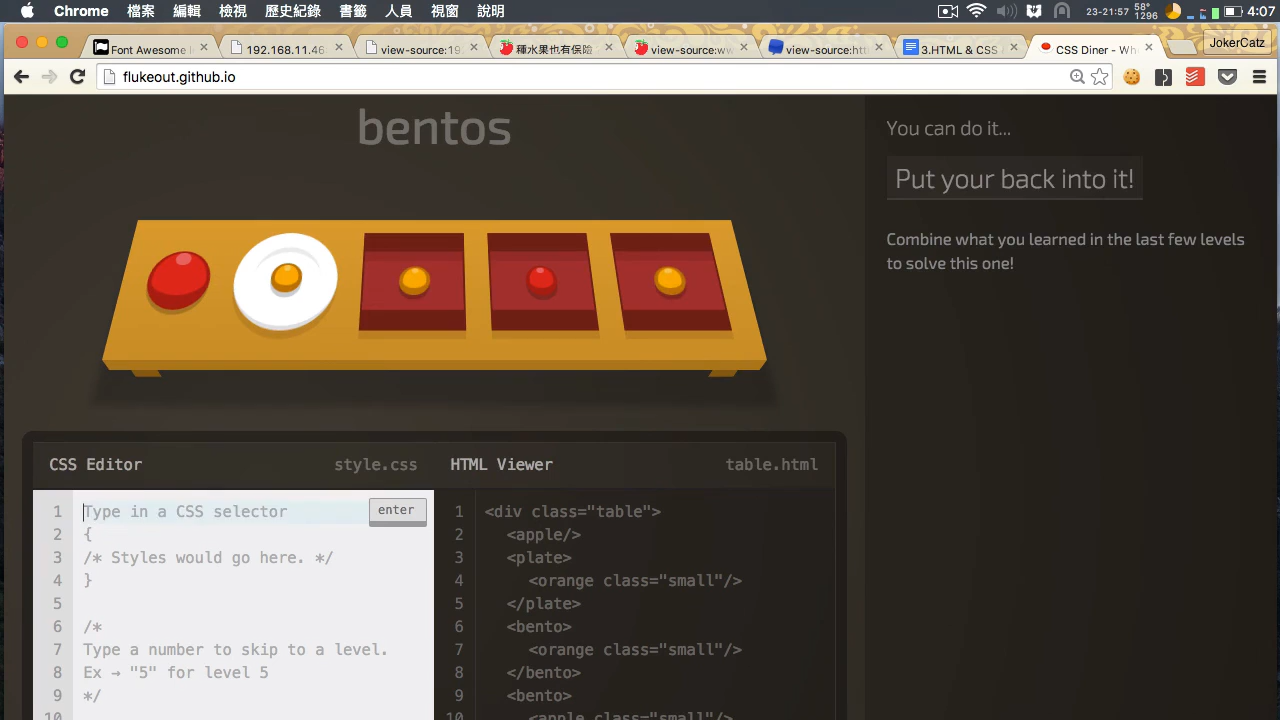 Chrome 檔案 編輯 檢視 歷史紀錄 書籤 人員 視窗 說明 23-21:57 58° 1296 4:07
Font Awesome I 192.168.11.46 view-source:19 種水果也有保險 view-source:ww view-source:htt 3.HTML & CSS CSS Diner - Wh JokerCatz
flukeout.github.io
bentos
You can do it...
Put your back into it!
Combine what you learned in the last few levels
to solve this one!
CSS Editor style.css HTML Viewer table.html
1 Type in a CSS selector enter
2 {
3 /* Styles would go here. */
4 }
5
6 /*
7 Type a number to skip to a level.
8 Ex → "5" for level 5
9 */
10
1 <div class="table">
2 <apple/>
3 <plate>
4 <orange class="small"/>
5 </plate>
6 <bento>
7 <orange class="small"/>
8 </bento>
9 <bento>
10 <apple class="small"/>